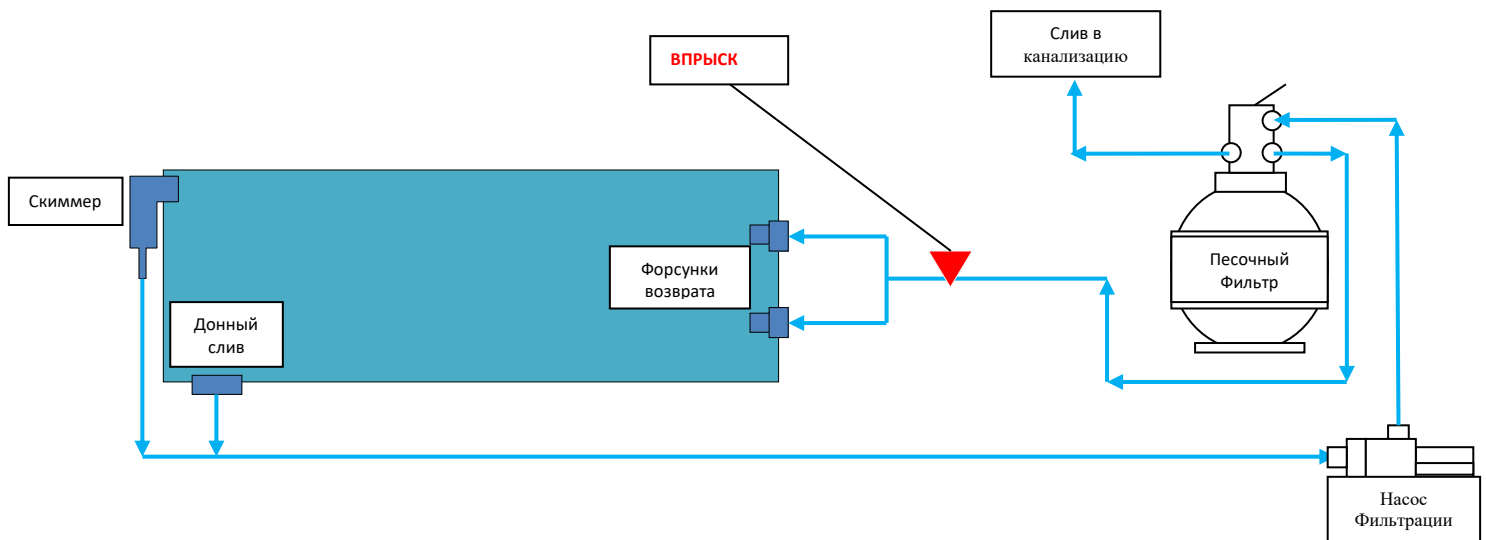 Слив в
канализацию
ВПРЫСК
Скиммер
Форсунки
возврата
Песочный
Фильтр
Донный
слив
Насос
Фильтрации